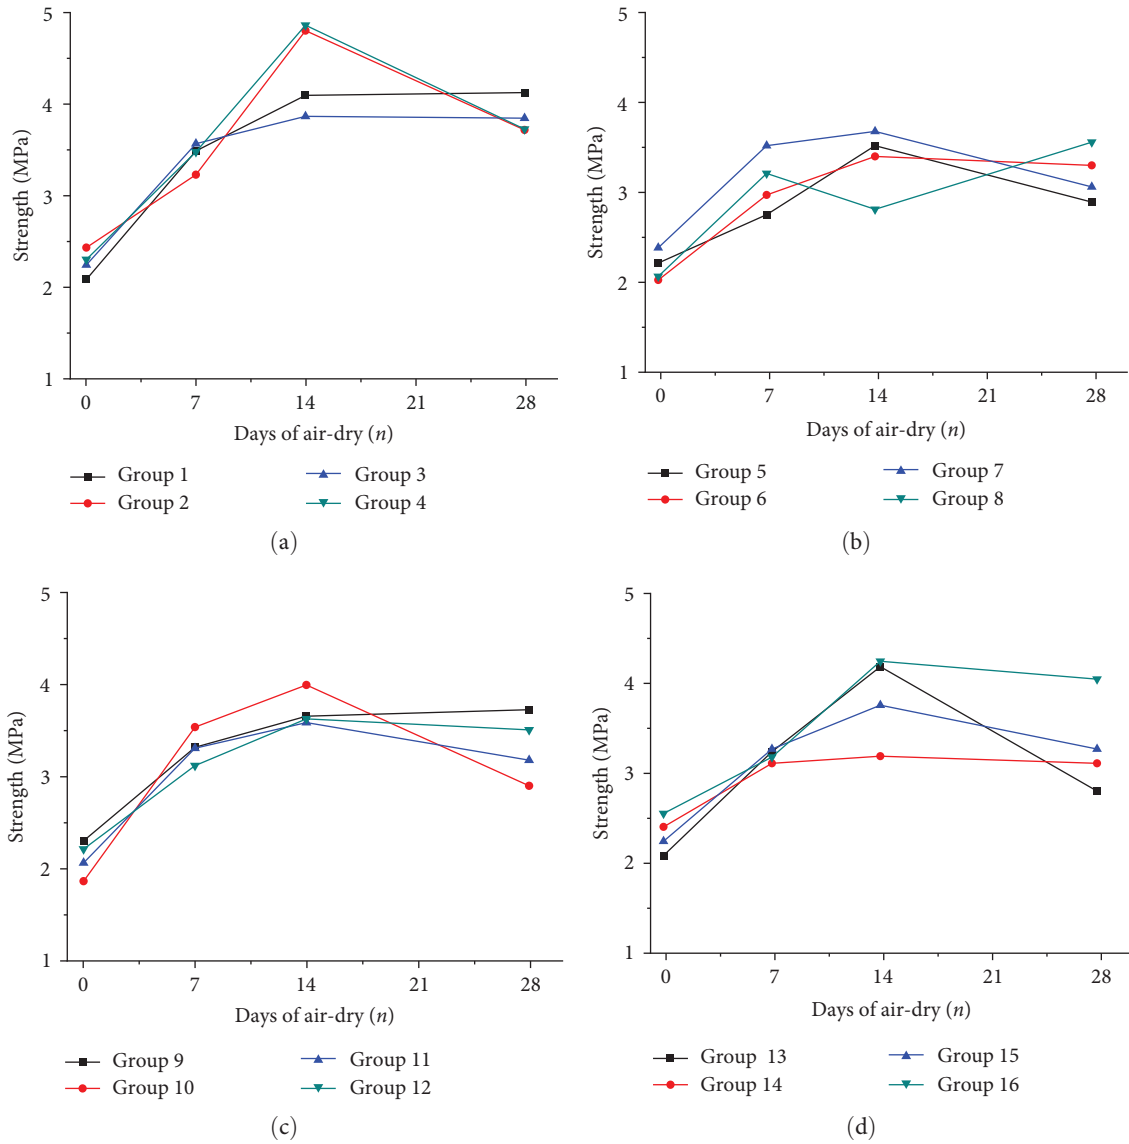 5
4
3
2
1
Strength (MPa)
0 7 14 21 28
Days of air-dry (n)
Group 1 Group 3
Group 2 Group 4
(a)
5
4
3
2
1
Strength (MPa)
0 7 14 21 28
Days of air-dry (n)
Group 5 Group 7
Group 6 Group 8
(b)
5
4
3
2
1
Strength (MPa)
0 7 14 21 28
Days of air-dry (n)
Group 9 Group 11
Group 10 Group 12
(c)
5
4
3
2
1
Strength (MPa)
0 7 14 21 28
Days of air-dry (n)
Group 13 Group 15
Group 14 Group 16
(d)